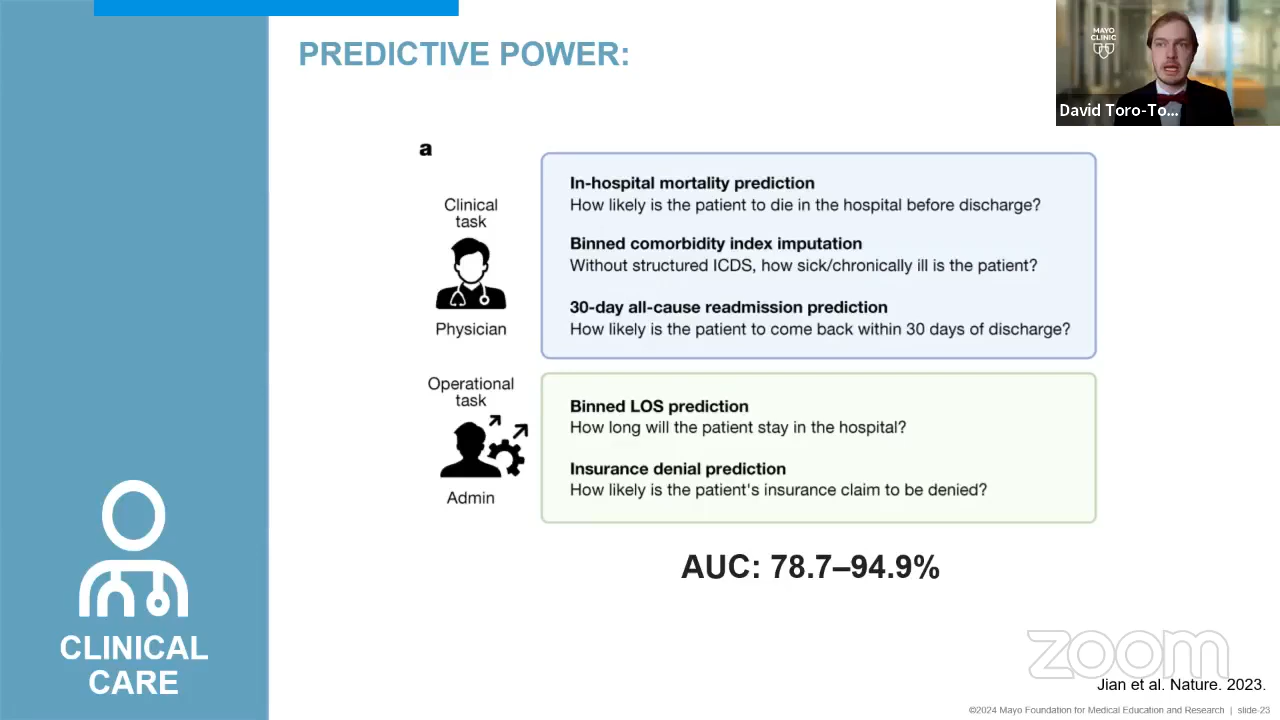 PREDICTIVE POWER:
MAYO
CLINIC
David Toro-To...
a
Clinical
task
Physician
In-hospital mortality prediction
How likely is the patient to die in the hospital before discharge?
Binned comorbidity index imputation
Without structured ICDS, how sick/chronically ill is the patient?
30-day all-cause readmission prediction
How likely is the patient to come back within 30 days of discharge?
Operational
task
Admin
Binned LOS prediction
How long will the patient stay in the hospital?
Insurance denial prediction
How likely is the patient's insurance claim to be denied?
AUC: 78.7–94.9%
CLINICAL
CARE
zoom
Jian et al. Nature. 2023.
©2024 Mayo Foundation for Medical Education and Research | slide-23